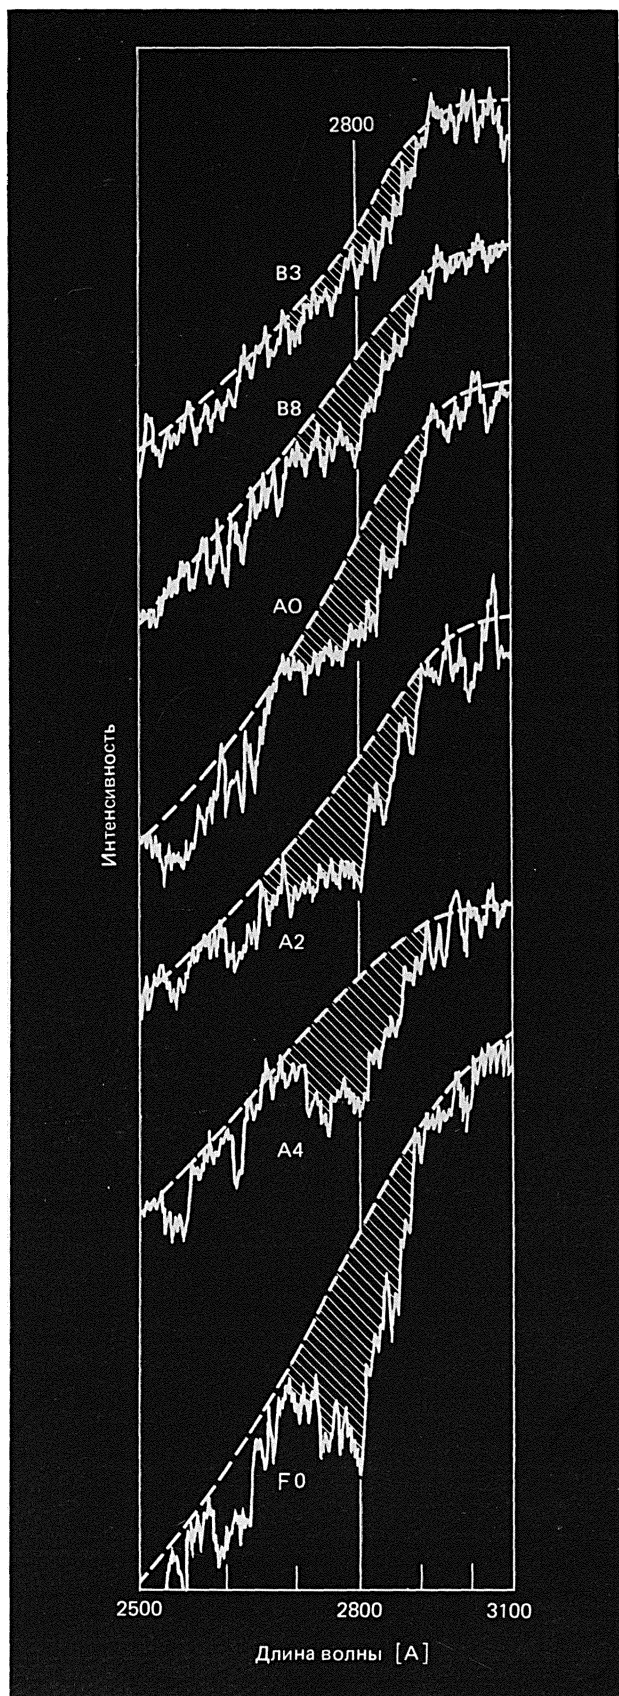 2800
B3
B8
A0
A2
A4
F0
Интенсивность
2500 2800 3100
Длина волны [A]